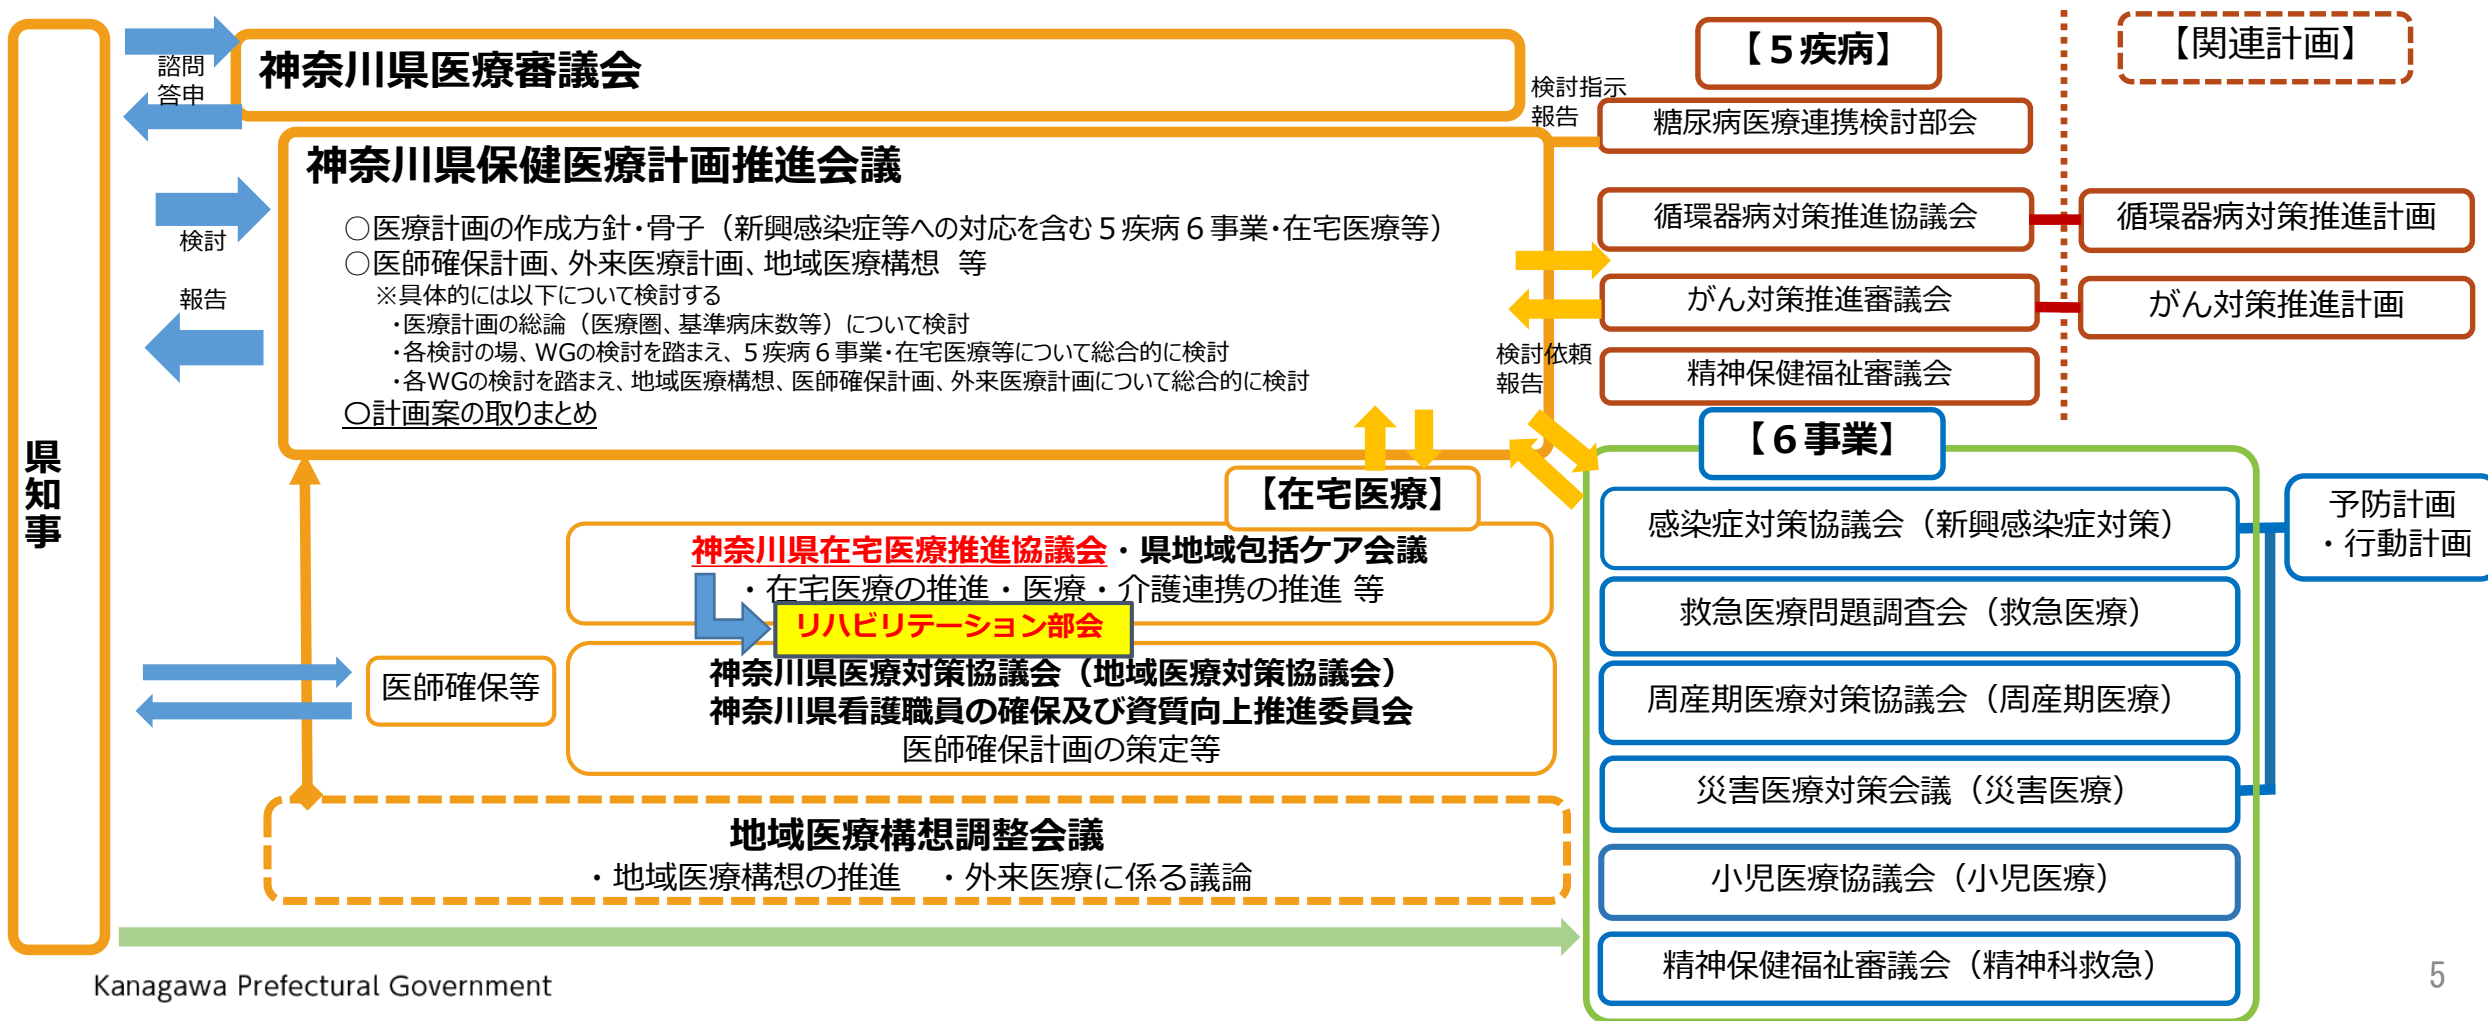 県知事
諮問
答申
神奈川県医療審議会
検討指示
報告
神奈川県保健医療計画推進会議
検討
報告
○医療計画の作成方針・骨子（新興感染症等への対応を含む５疾病６事業・在宅医療等）
○医師確保計画、外来医療計画、地域医療構想 等
※具体的には以下について検討する
・医療計画の総論（医療圏、基準病床数等）について検討
・各検討の場、WGの検討を踏まえ、５疾病６事業・在宅医療等について総合的に検討
・各WGの検討を踏まえ、地域医療構想、医師確保計画、外来医療計画について総合的に検討
〇計画案の取りまとめ
検討依頼
報告
【５疾病】
糖尿病医療連携検討部会
循環器病対策推進協議会
がん対策推進審議会
精神保健福祉審議会
【関連計画】
循環器病対策推進計画
がん対策推進計画
【在宅医療】
神奈川県在宅医療推進協議会・県地域包括ケア会議
・在宅医療の推進・医療・介護連携の推進 等
リハビリテーション部会
医師確保等
神奈川県医療対策協議会（地域医療対策協議会）
神奈川県看護職員の確保及び資質向上推進委員会
医師確保計画の策定等
地域医療構想調整会議
・地域医療構想の推進 ・外来医療に係る議論
【６事業】
感染症対策協議会（新興感染症対策）
救急医療問題調査会（救急医療）
周産期医療対策協議会（周産期医療）
災害医療対策会議（災害医療）
小児医療協議会（小児医療）
精神保健福祉審議会（精神科救急）
予防計画
・行動計画
Kanagawa Prefectural Government
5